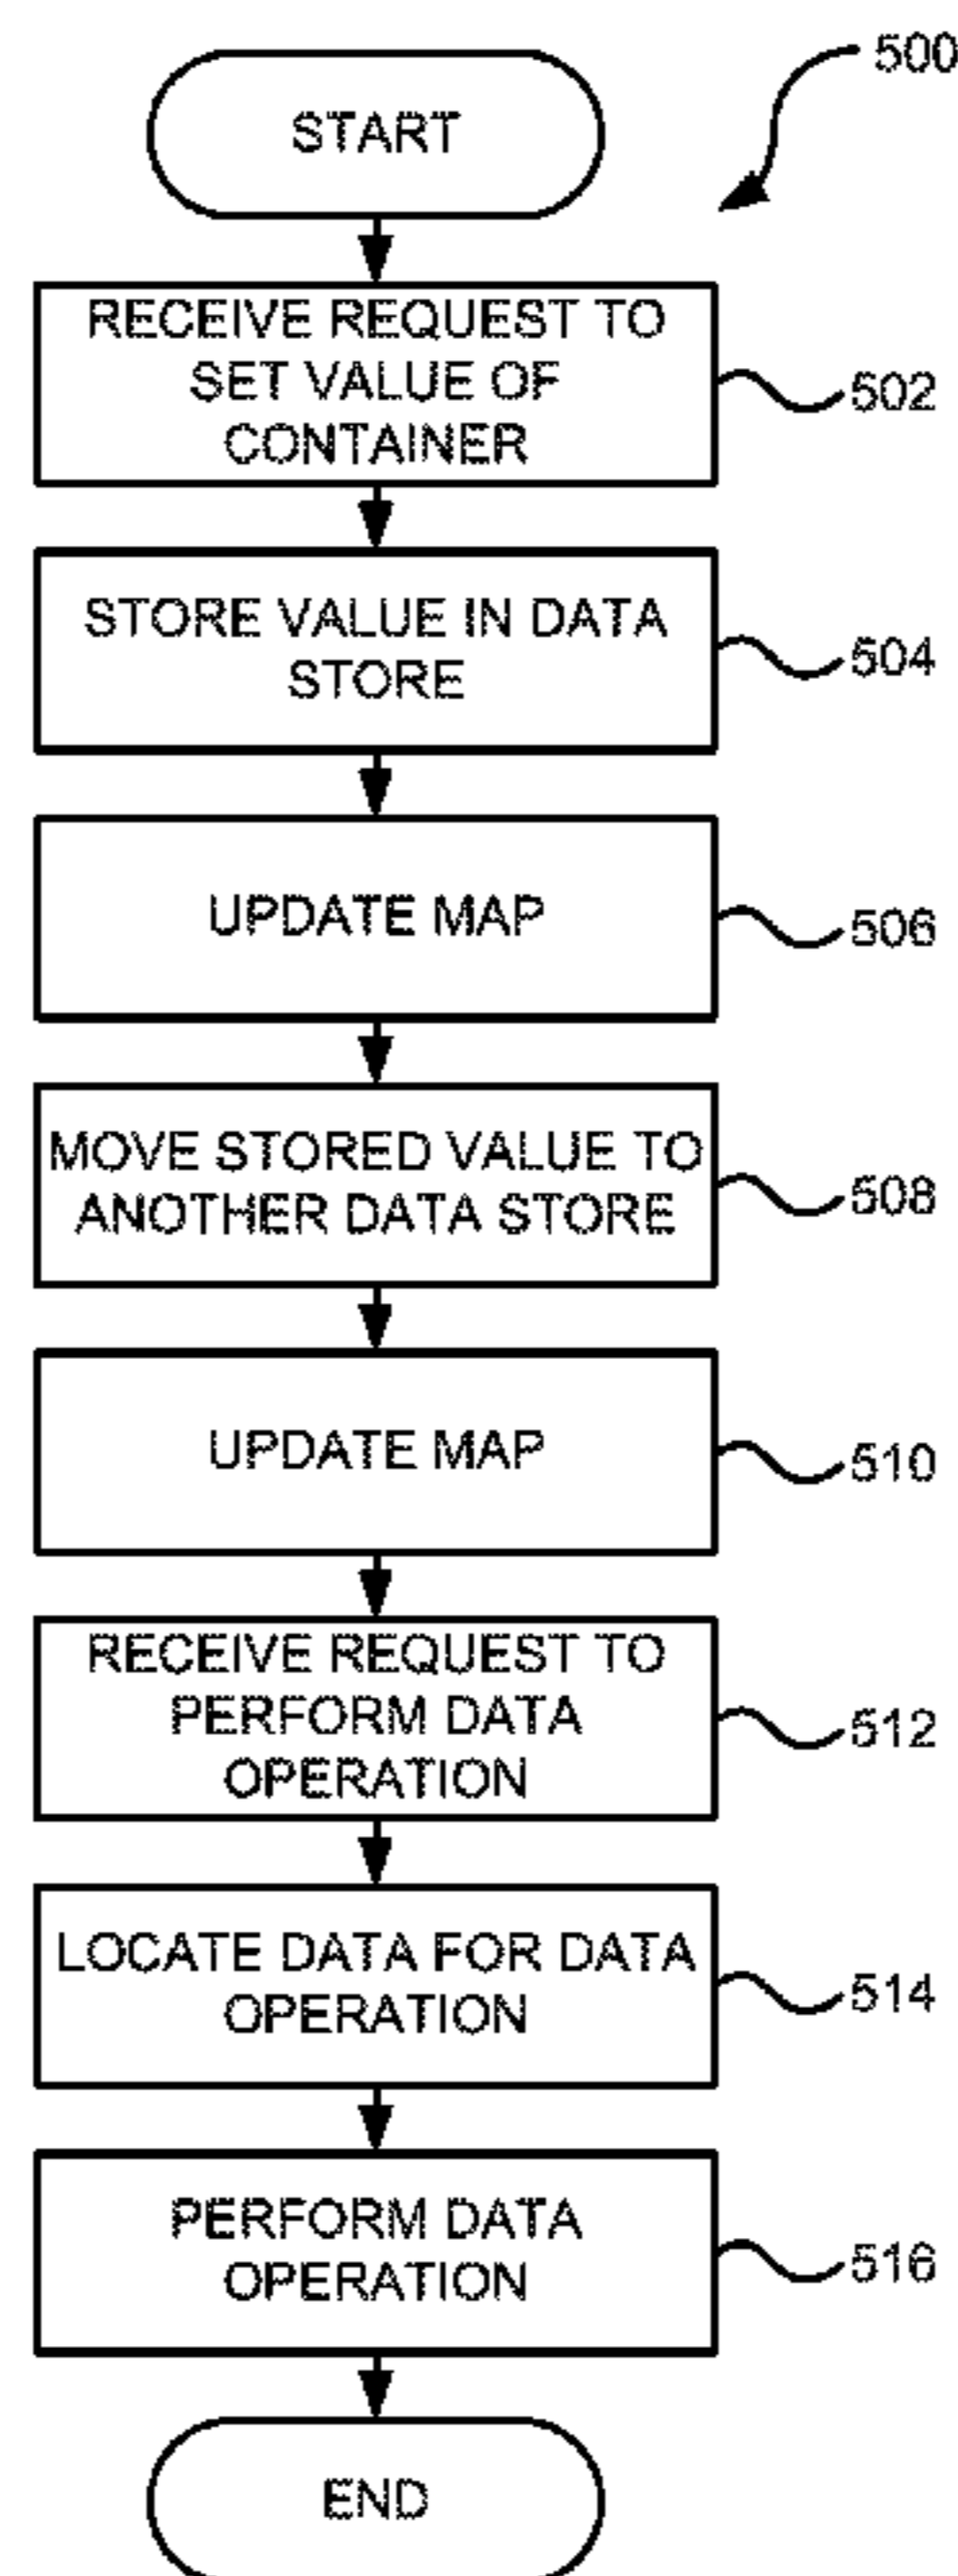 500
START
RECEIVE REQUEST TO
SET VALUE OF
CONTAINER
502
STORE VALUE IN DATA
STORE
504
UPDATE MAP
506
MOVE STORED VALUE TO
ANOTHER DATA STORE
508
UPDATE MAP
510
RECEIVE REQUEST TO
PERFORM DATA
OPERATION
512
LOCATE DATA FOR DATA
OPERATION
514
PERFORM DATA
OPERATION
516
END